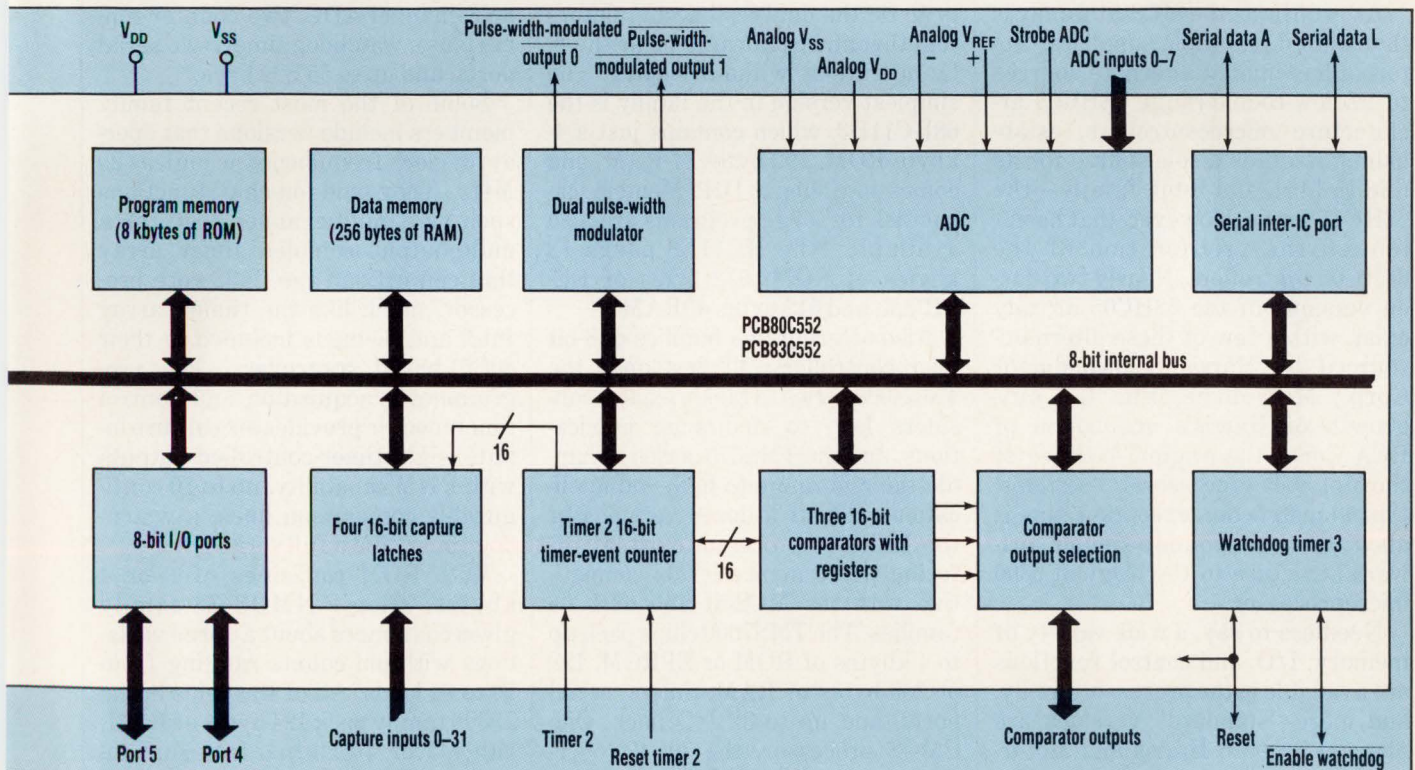 V_DD
V_SS
Pulse-width-modulated
output 0
Pulse-width-
modulated output 1
Analog V_SS
Analog V_DD
Analog V_REF
– +
Strobe ADC
ADC inputs 0–7
Serial data A
Serial data L
Program memory
(8 kbytes of ROM)
Data memory
(256 bytes of RAM)
Dual pulse-width
modulator
ADC
Serial inter-IC port
PCB80C552
PCB83C552
8-bit internal bus
16
8-bit I/O ports
Four 16-bit capture
latches
Timer 2 16-bit
timer-event counter
16
Three 16-bit
comparators with
registers
Comparator
output selection
Watchdog timer 3
Port 5
Port 4
Capture inputs 0–31
Timer 2
Reset timer 2
Comparator outputs
Reset
Enable watchdog